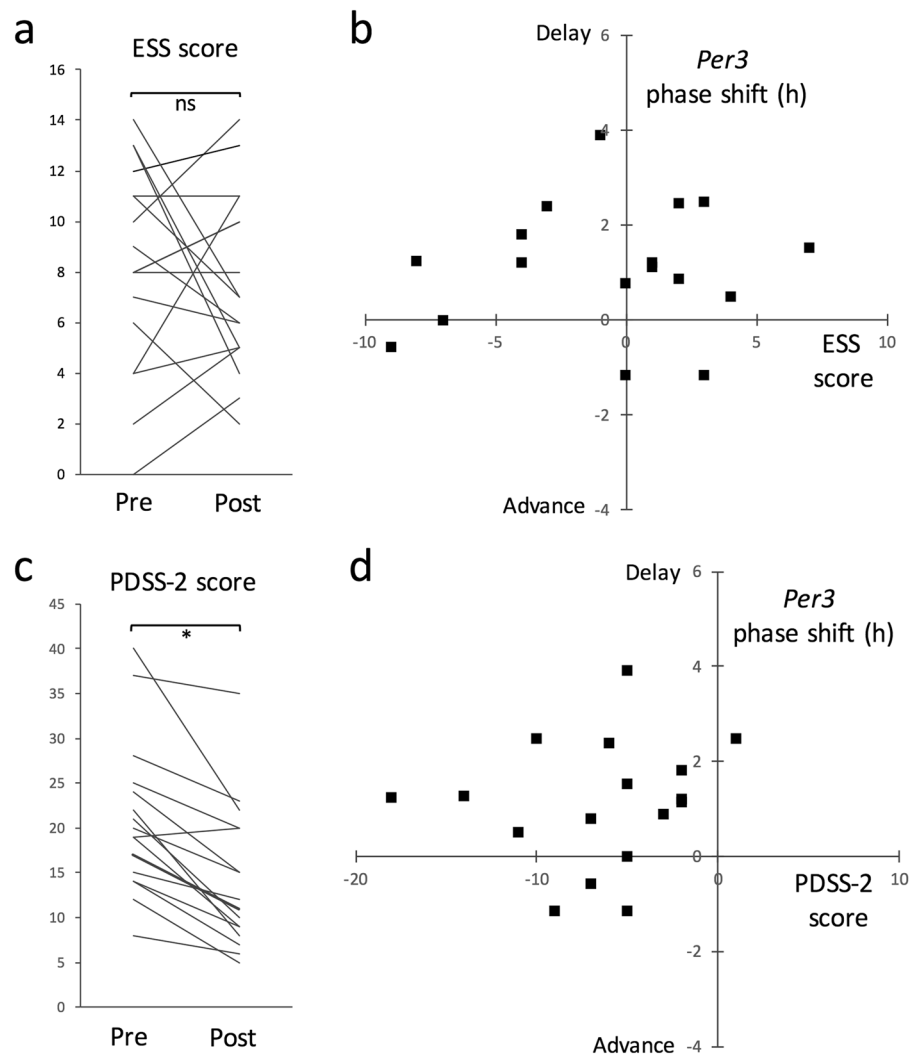 a
ESS score
16
14
12
10
8
6
4
2
0
ns
Pre
Post
b
Delay
Per3
phase shift (h)
6
4
2
0
-2
-4
-10
-5
0
5
10
ESS
score
Advance
c
PDSS-2 score
45
40
35
30
25
20
15
10
5
0
*
Pre
Post
d
Delay
Per3
phase shift (h)
6
4
2
0
-2
-4
-20
-10
0
10
PDSS-2
score
Advance